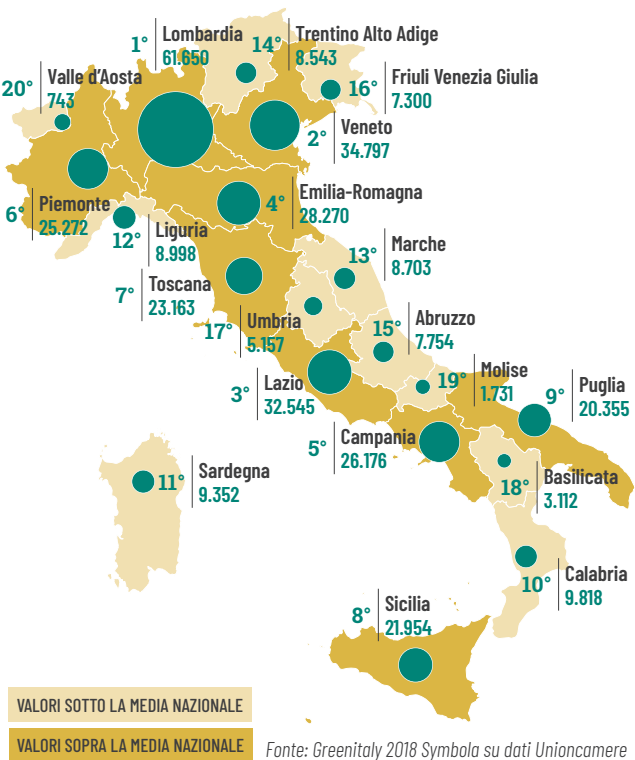 1°
Lombardia
61.650
14°
Trentino Alto Adige
8.543
20°
Valle d'Aosta
743
16°
Friuli Venezia Giulia
7.300
2°
Veneto
34.797
6°
Piemonte
25.272
4°
Emilia-Romagna
28.270
12°
Liguria
8.998
13°
Marche
8.703
7°
Toscana
23.163
17°
Umbria
5.157
15°
Abruzzo
7.754
3°
Lazio
32.545
19°
Molise
1.731
9°
Puglia
20.355
5°
Campania
26.176
11°
Sardegna
9.352
18°
Basilicata
3.112
10°
Calabria
9.818
8°
Sicilia
21.954
VALORI SOTTO LA MEDIA NAZIONALE
VALORI SOPRA LA MEDIA NAZIONALE
Fonte: Greenitaly 2018 Symbola su dati Unioncamere